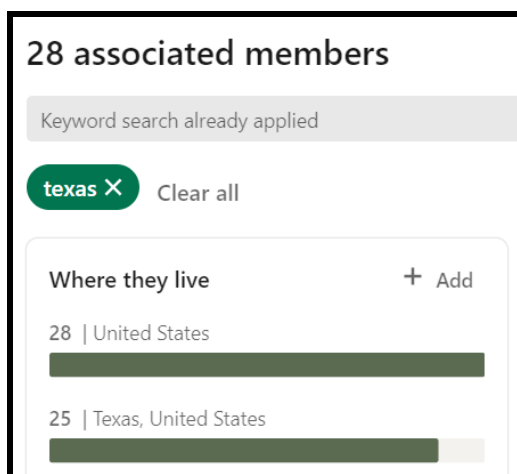 28 associated members
Keyword search already applied
texas ✕ Clear all
Where they live + Add
28 | United States
25 | Texas, United States